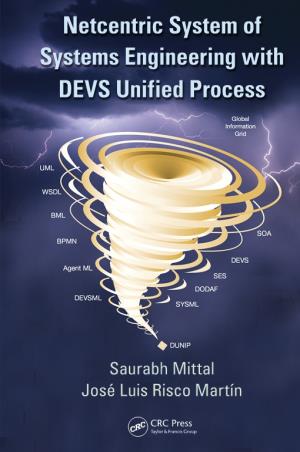 Netcentric System of
Systems Engineering with
DEVS Unified Process
Global
Information
Grid
UML
WSDL
BML
BPMN
Agent ML
DEVSML
SOA
DEVS
SES
DODAF
SYSML
DUNIP
Saurabh Mittal
José Luis Risco Martín
CRC
CRC Press
Taylor & Francis Group